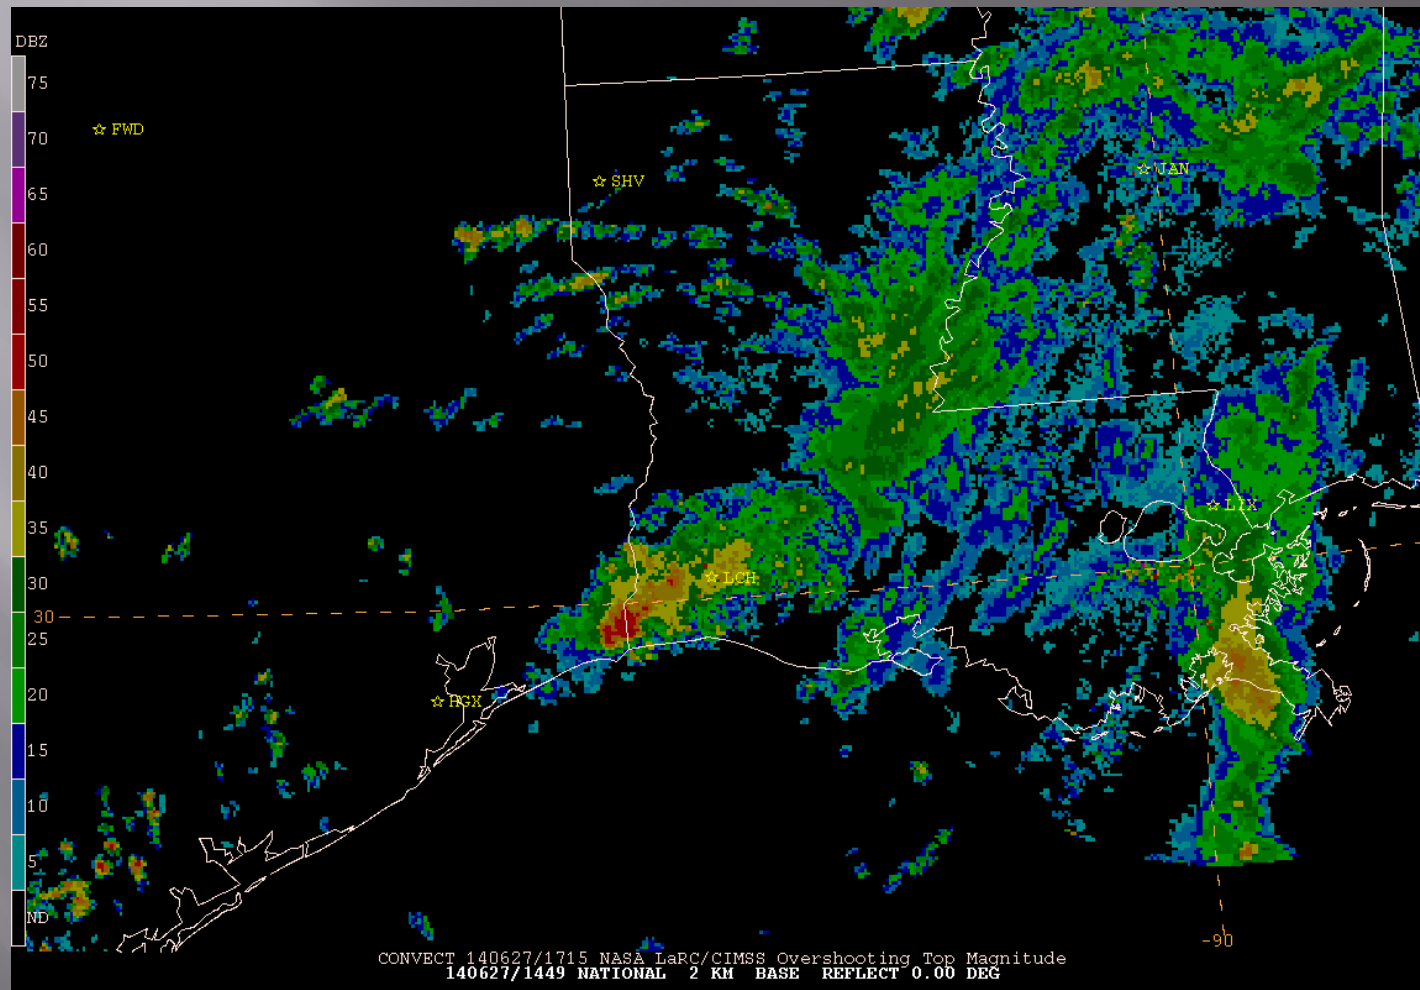 DBZ
75
70
65
60
55
50
45
40
35
30
25
20
15
10
5
ND
FWD
SHV
JAN
LIX
LCH
30
HGX
-90
CONVECT 140627/1715 NASA LaRC/CIMSS Overshooting Top Magnitude
140627/1449 NATIONAL 2 KM BASE REFLECT 0.00 DEG